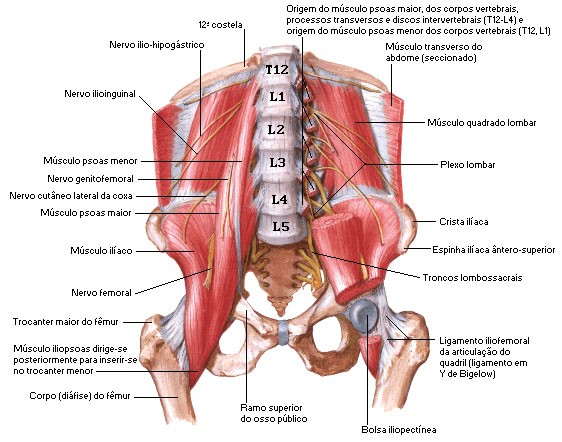 Origem do músculo psoas maior, dos corpos vertebrais,
processos transversos e discos intervertebrais (T12-L4) e
origem do músculo psoas menor dos corpos vertebrais (T12, L1)
12ª costela
Nervo ilio-hipogástrico
Músculo transverso do
abdome (seccionado)
T12
Nervo ilioinguinal
L1
L2
Músculo quadrado lombar
Músculo psoas menor
L3
Plexo lombar
Nervo genitofemoral
Nervo cutâneo lateral da coxa
L4
Músculo psoas maior
L5
Crista ilíaca
Músculo ilíaco
Espinha ilíaca ântero-superior
Troncos lombossacrais
Nervo femoral
Trocanter maior do fêmur
Músculo iliopsoas dirige-se
posteriormente para inserir-se
no trocanter menor
Ligamento iliofemoral
da articulação do
quadril (ligamento em
Y de Bigelow)
Corpo (diáfise) do fêmur
Ramo superior
do osso público
Bolsa iliopectínea